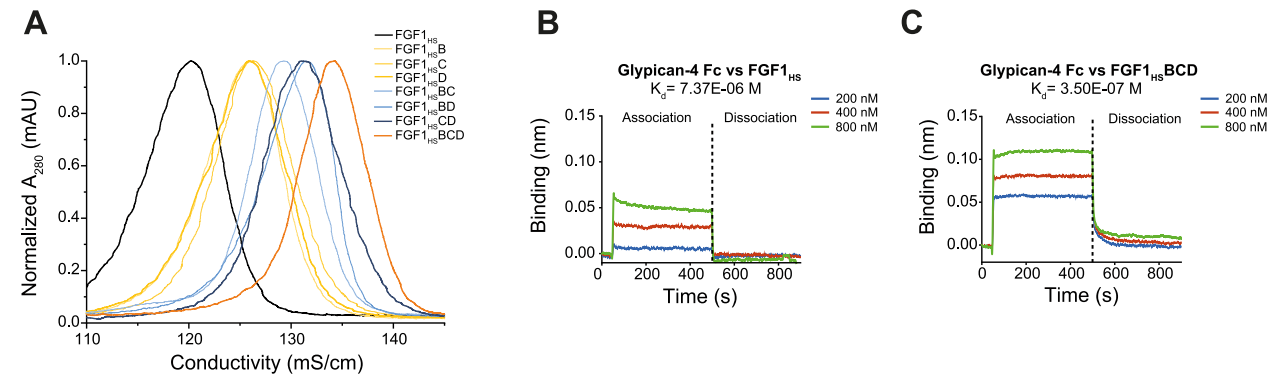 A
Normalized A280 (mAU)
1.0
0.8
0.6
0.4
0.2
0.0
110
120
130
140
Conductivity (mS/cm)
FGF1HS
FGF1HSB
FGF1HSC
FGF1HSD
FGF1HSBC
FGF1HSBD
FGF1HSCD
FGF1HSBCD
B
Glypican-4 Fc vs FGF1HS
Kd= 7.37E-06 M
200 nM
400 nM
800 nM
Association
Dissociation
Binding (nm)
0.15
0.10
0.05
0.00
0
200
400
600
800
Time (s)
C
Glypican-4 Fc vs FGF1HSBCD
Kd= 3.50E-07 M
200 nM
400 nM
800 nM
Association
Dissociation
Binding (nm)
0.15
0.10
0.05
0.00
0
200
400
600
800
Time (s)